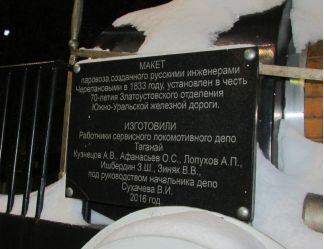 МАКЕТ
паровоза, созданного русскими инженерами
Черепановыми в 1833 году, установлен в честь
70-летия Златоустовского отделения
Южно-Уральской железной дороги.
ИЗГОТОВИЛИ
Работники сервисного локомотивного депо
Таганай
Кузнецов А.В., Афанасьев О.С., Лопухов А.П.,
Ишбердин З.Ш., Зиняк В.В.,
под руководством начальника депо
Сухачева В.И.
2016 год